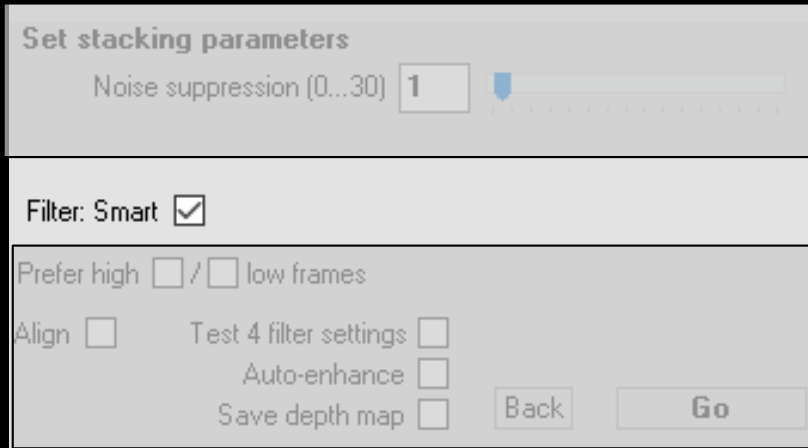 Set stacking parameters
Noise suppression (0...30) 1
Filter: Smart
Prefer high / low frames
Align Test 4 filter settings
Auto-enhance
Save depth map Back Go